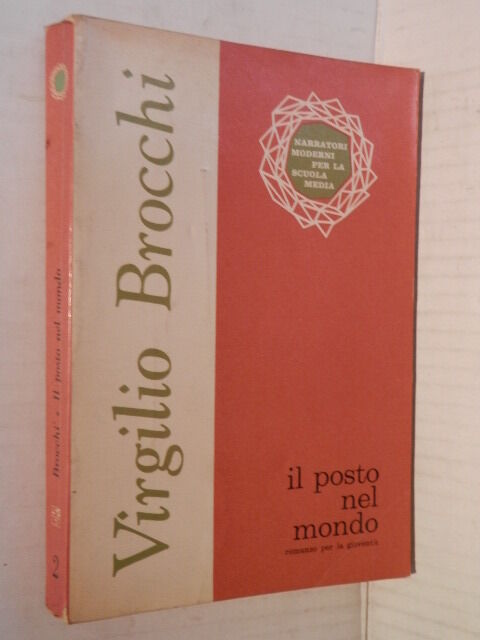 Brocchi - Il posto nel mondo
2
Virgilio Brocchi
NARRATORI
MODERNI
PER LA
SCUOLA
MEDIA
il posto
nel
mondo
romanzo per la gioventù